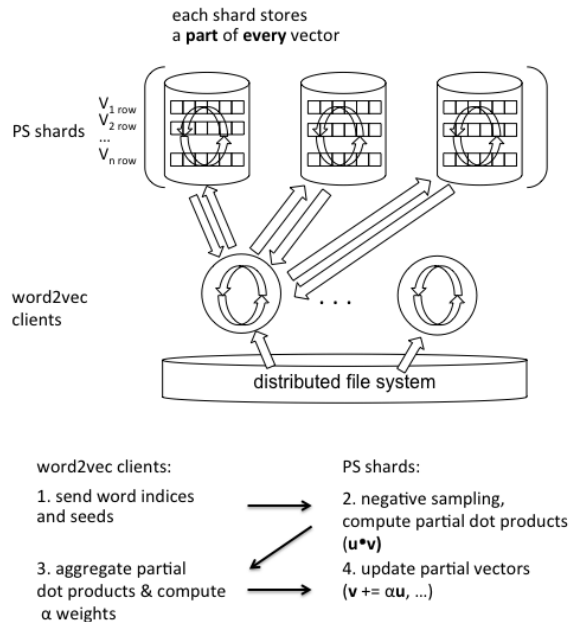 each shard stores
a part of every vector
PS shards
V1 row
V2 row
...
Vn row
word2vec
clients
. . .
distributed file system
word2vec clients:
PS shards:
1. send word indices
and seeds
2. negative sampling,
compute partial dot products
(u•v)
3. aggregate partial
dot products & compute
α weights
4. update partial vectors
(v += αu, ...)